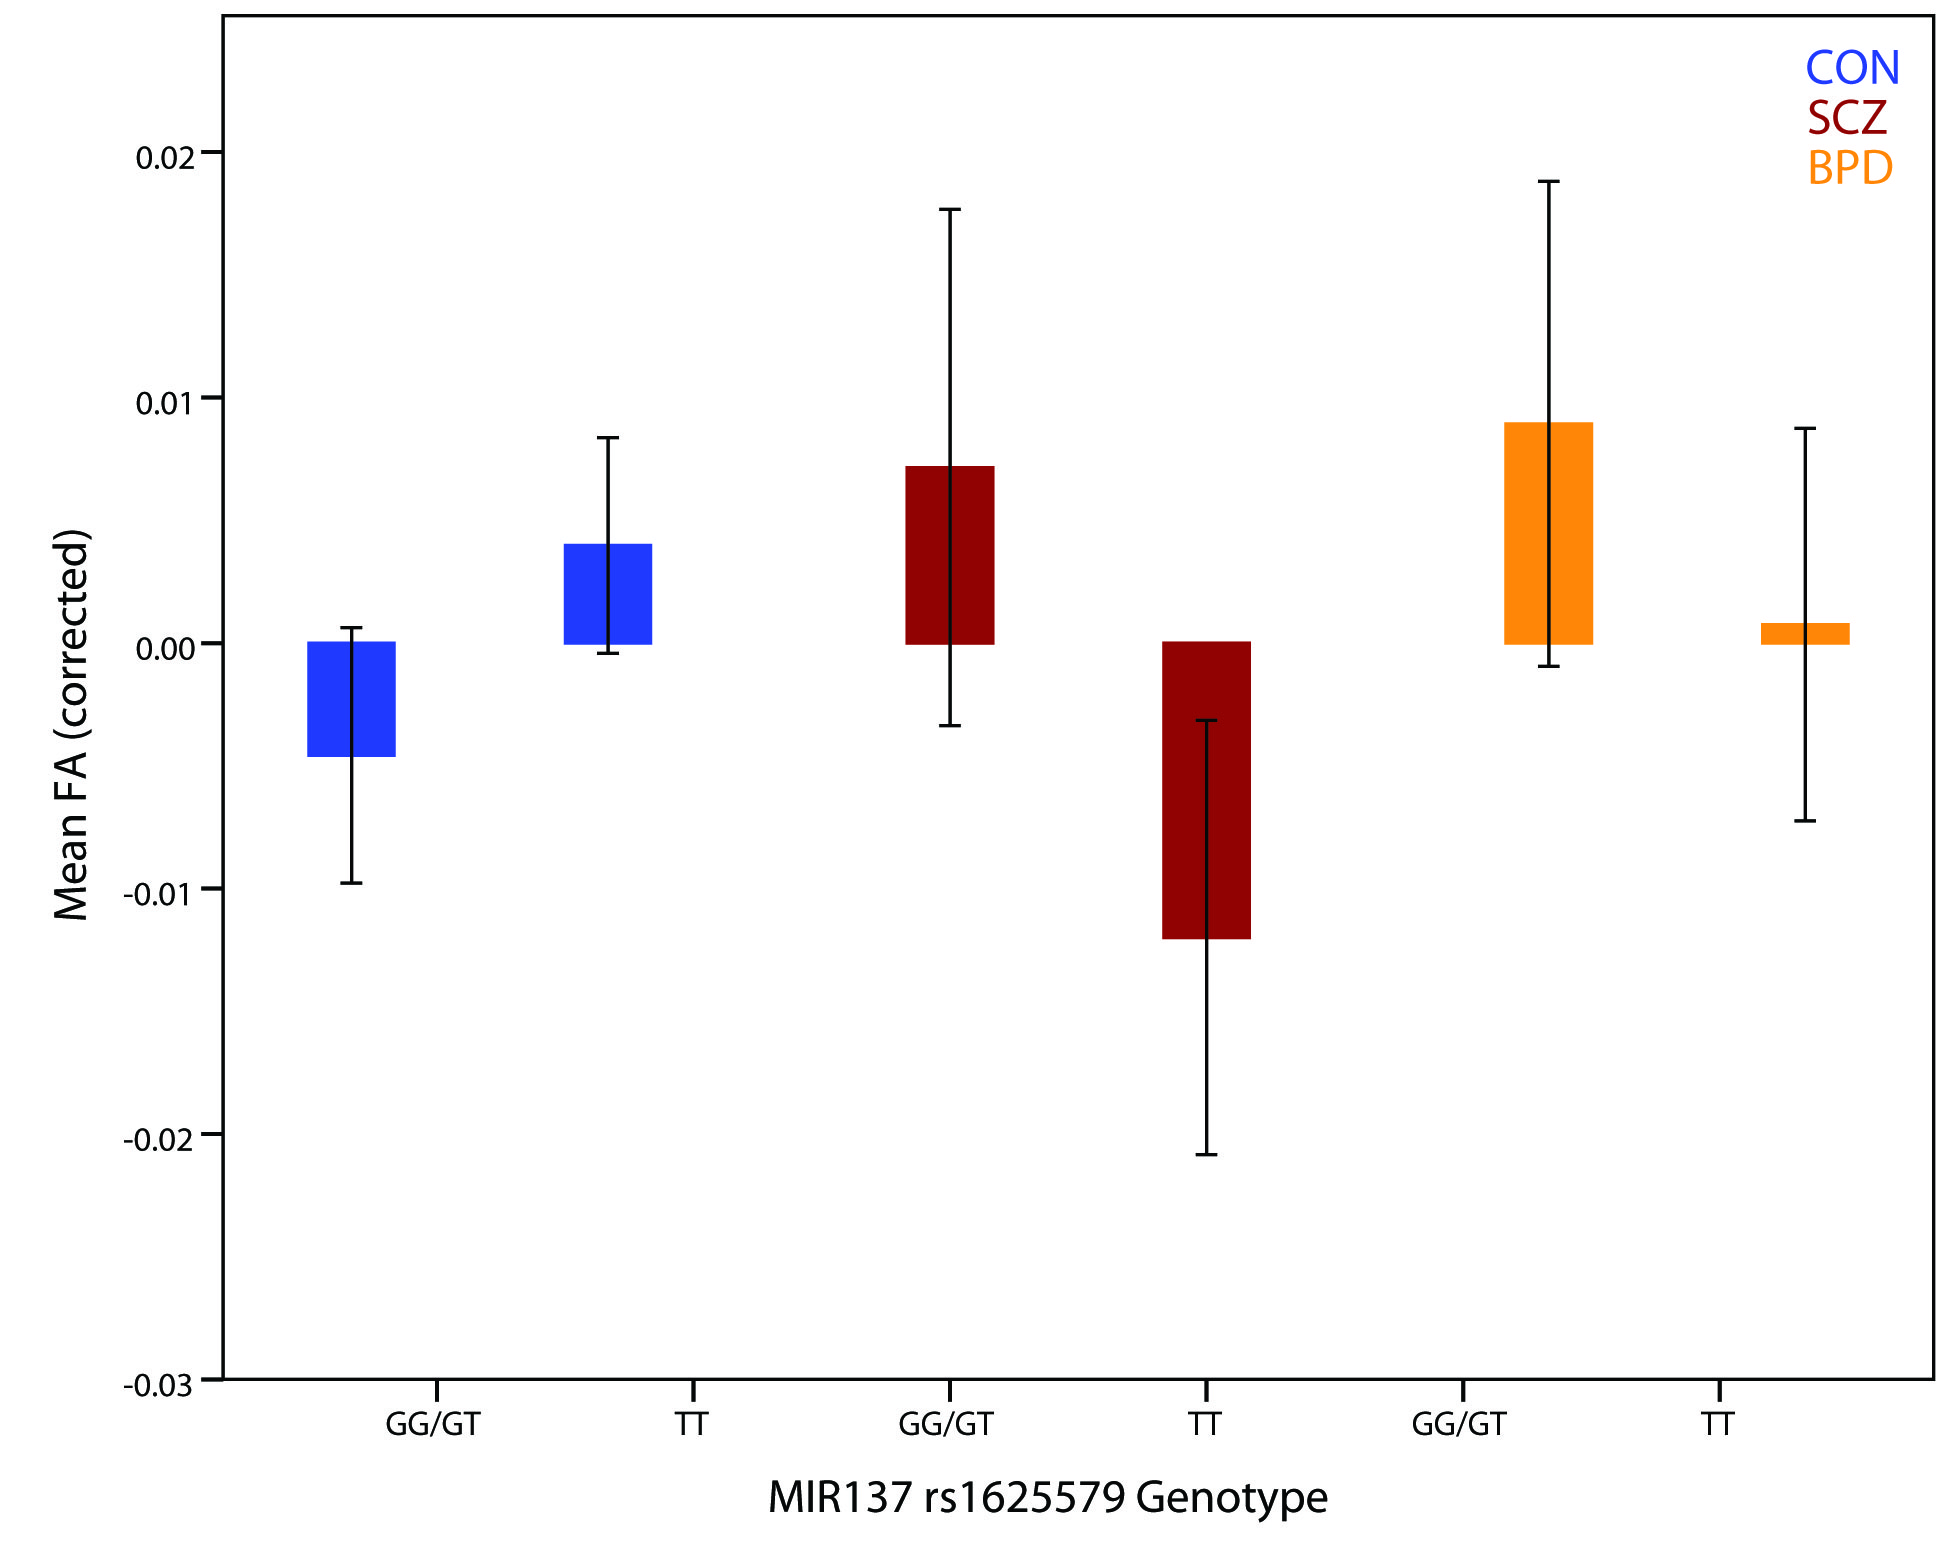 CON
SCZ
BPD
0.02
0.01
0.00
-0.01
-0.02
-0.03
Mean FA (corrected)
GG/GT TT GG/GT TT GG/GT TT
MIR137 rs1625579 Genotype